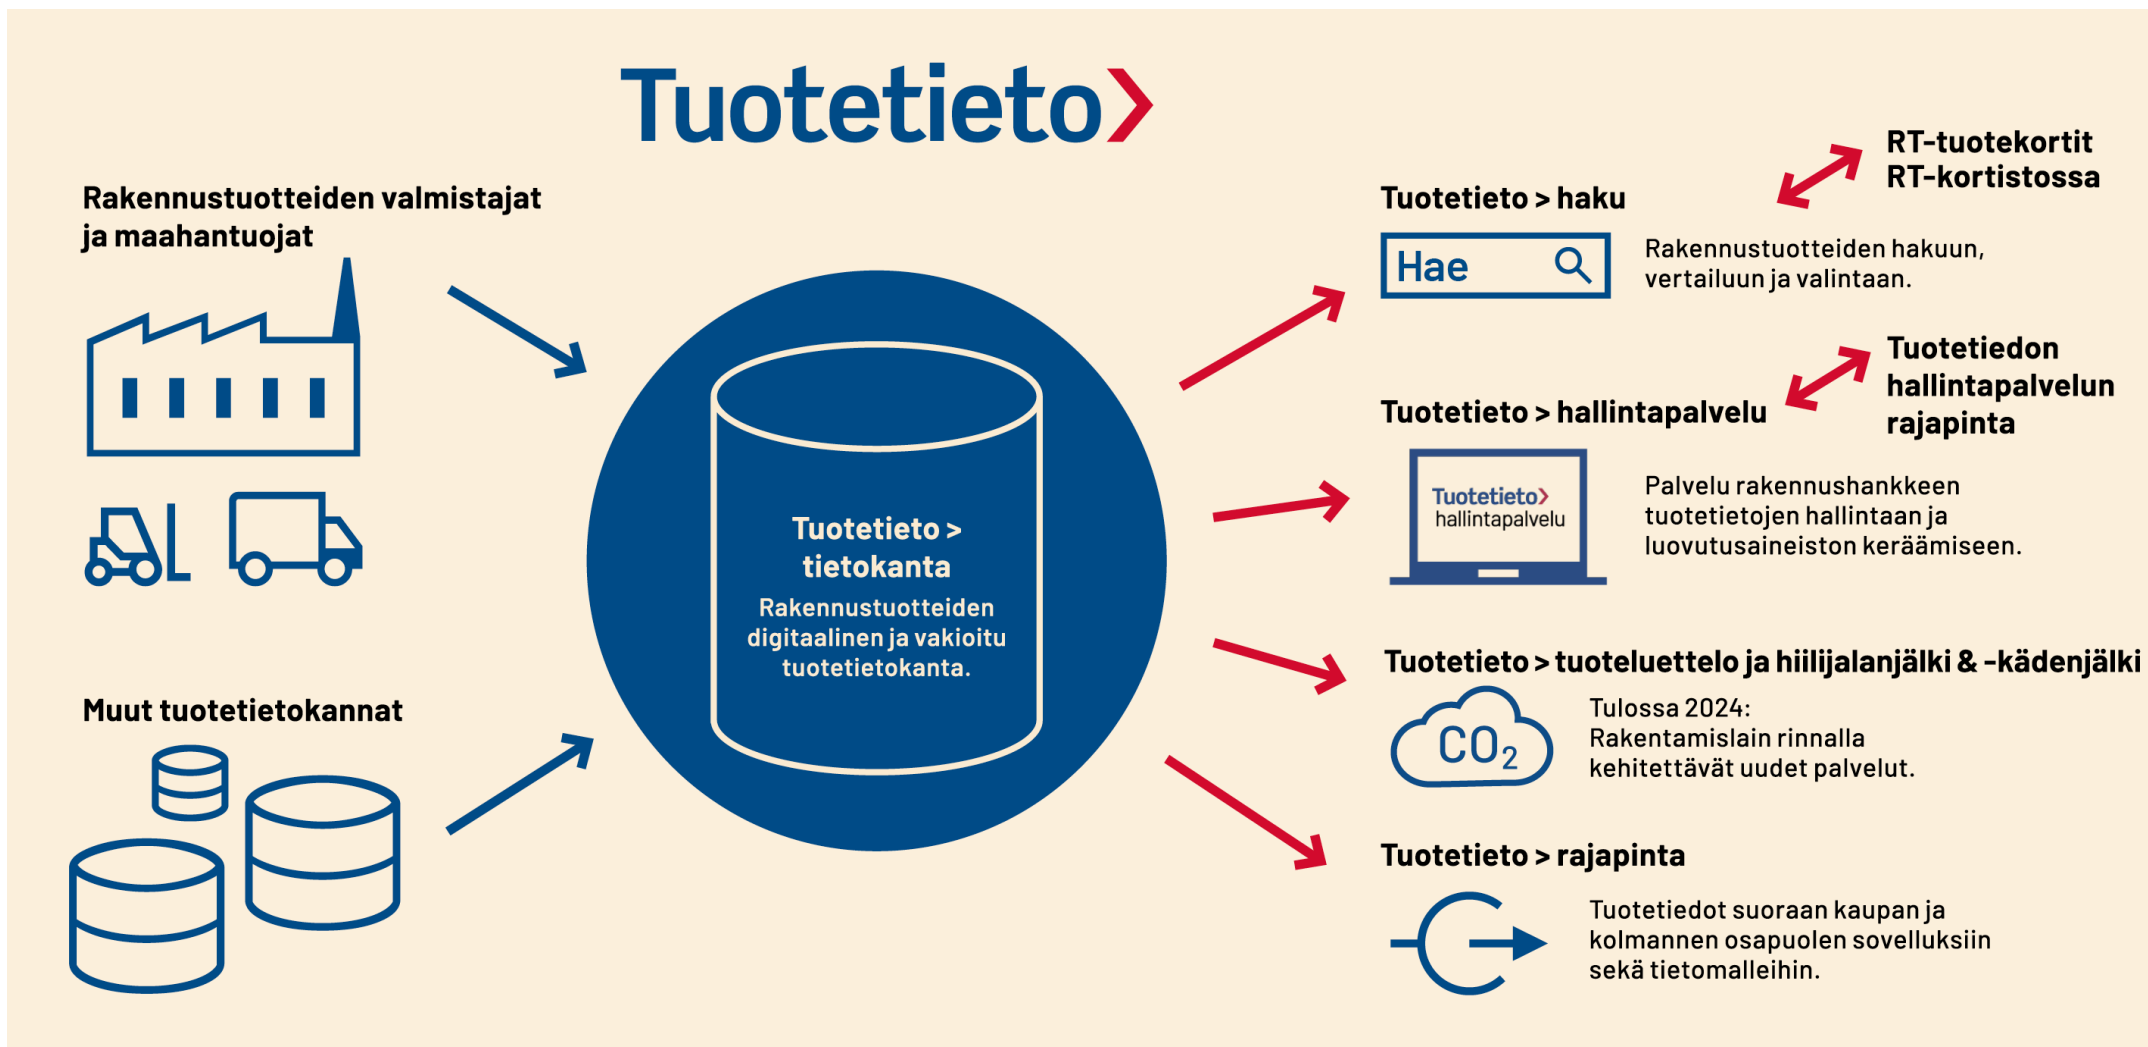 Tuotetieto>
Rakennustuotteiden valmistajat
ja maahantuojat
Muut tuotetietokannat
Tuotetieto >
tietokanta
Rakennustuotteiden
digitaalinen ja vakioitu
tuotetietokanta.
Tuotetieto > haku
RT-tuotekortit
RT-kortistossa
Hae
Rakennustuotteiden hakuun,
vertailuun ja valintaan.
Tuotetieto > hallintapalvelu
Tuotetiedon
hallintapalvelun
rajapinta
Tuotetieto>
hallintapalvelu
Palvelu rakennushankkeen
tuotetietojen hallintaan ja
luovutusaineiston keräämiseen.
Tuotetieto > tuoteluettelo ja hiilijalanjälki & -kädenjälki
CO₂
Tulossa 2024:
Rakentamislain rinnalla
kehitettävät uudet palvelut.
Tuotetieto > rajapinta
Tuotetiedot suoraan kaupan ja
kolmannen osapuolen sovelluksiin
sekä tietomalleihin.